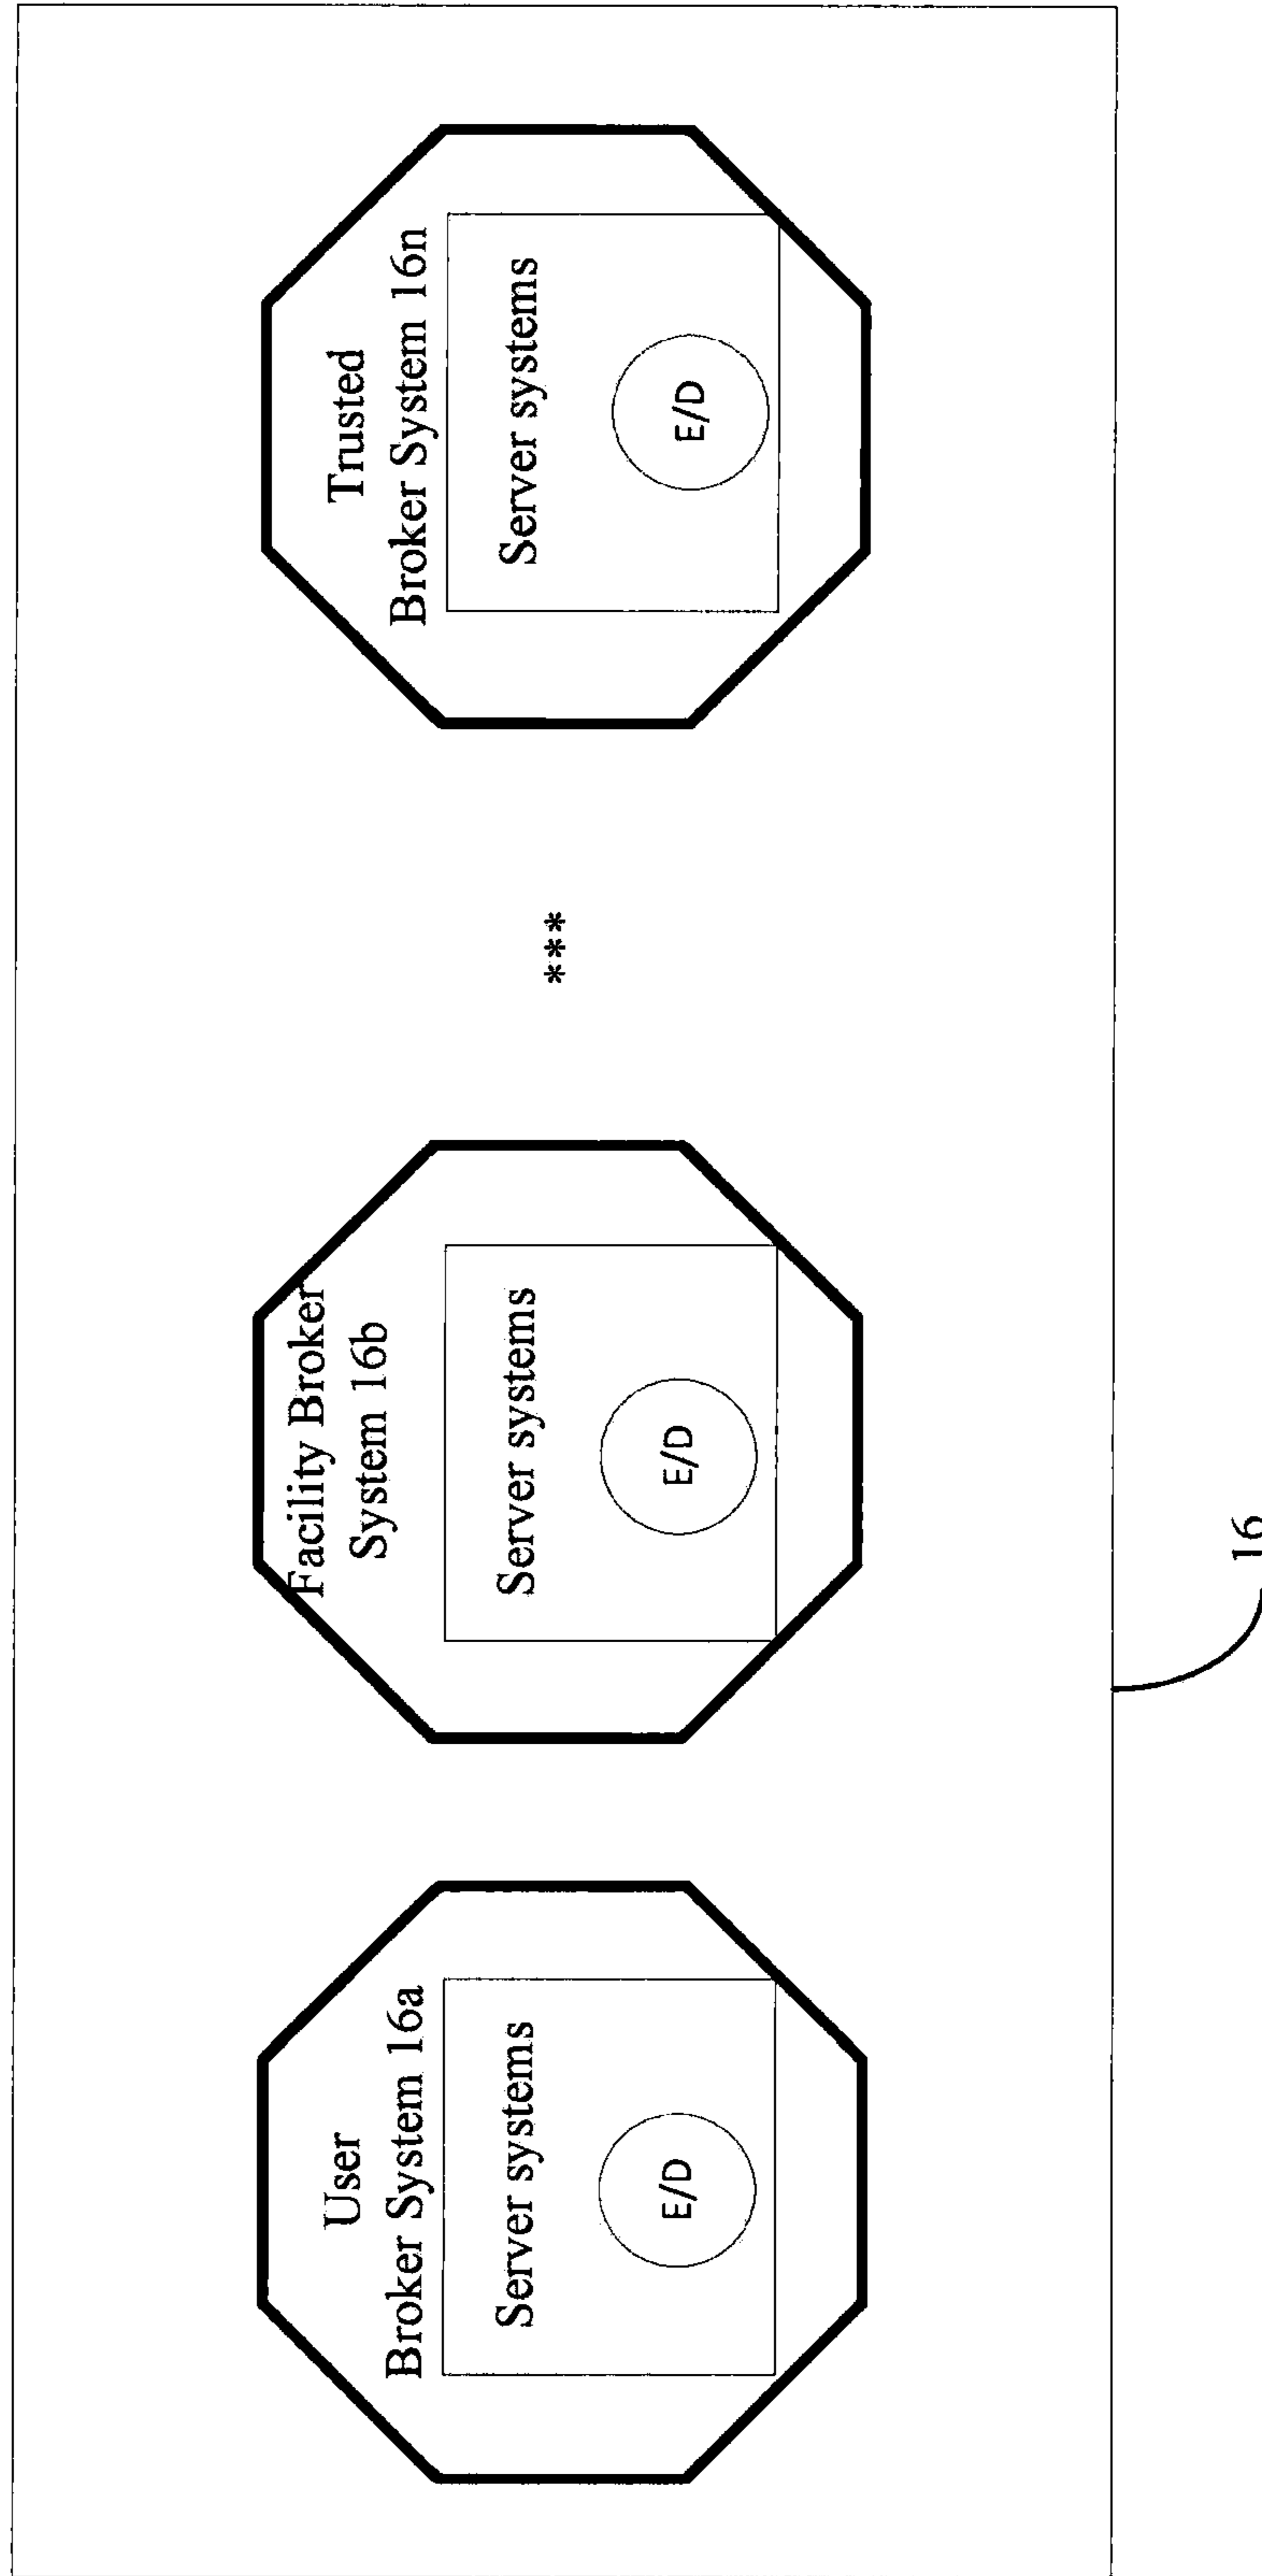 User
Broker System 16a
Server systems
E/D
Facility Broker
System 16b
Server systems
E/D
***
Trusted
Broker System 16n
Server systems
E/D
16